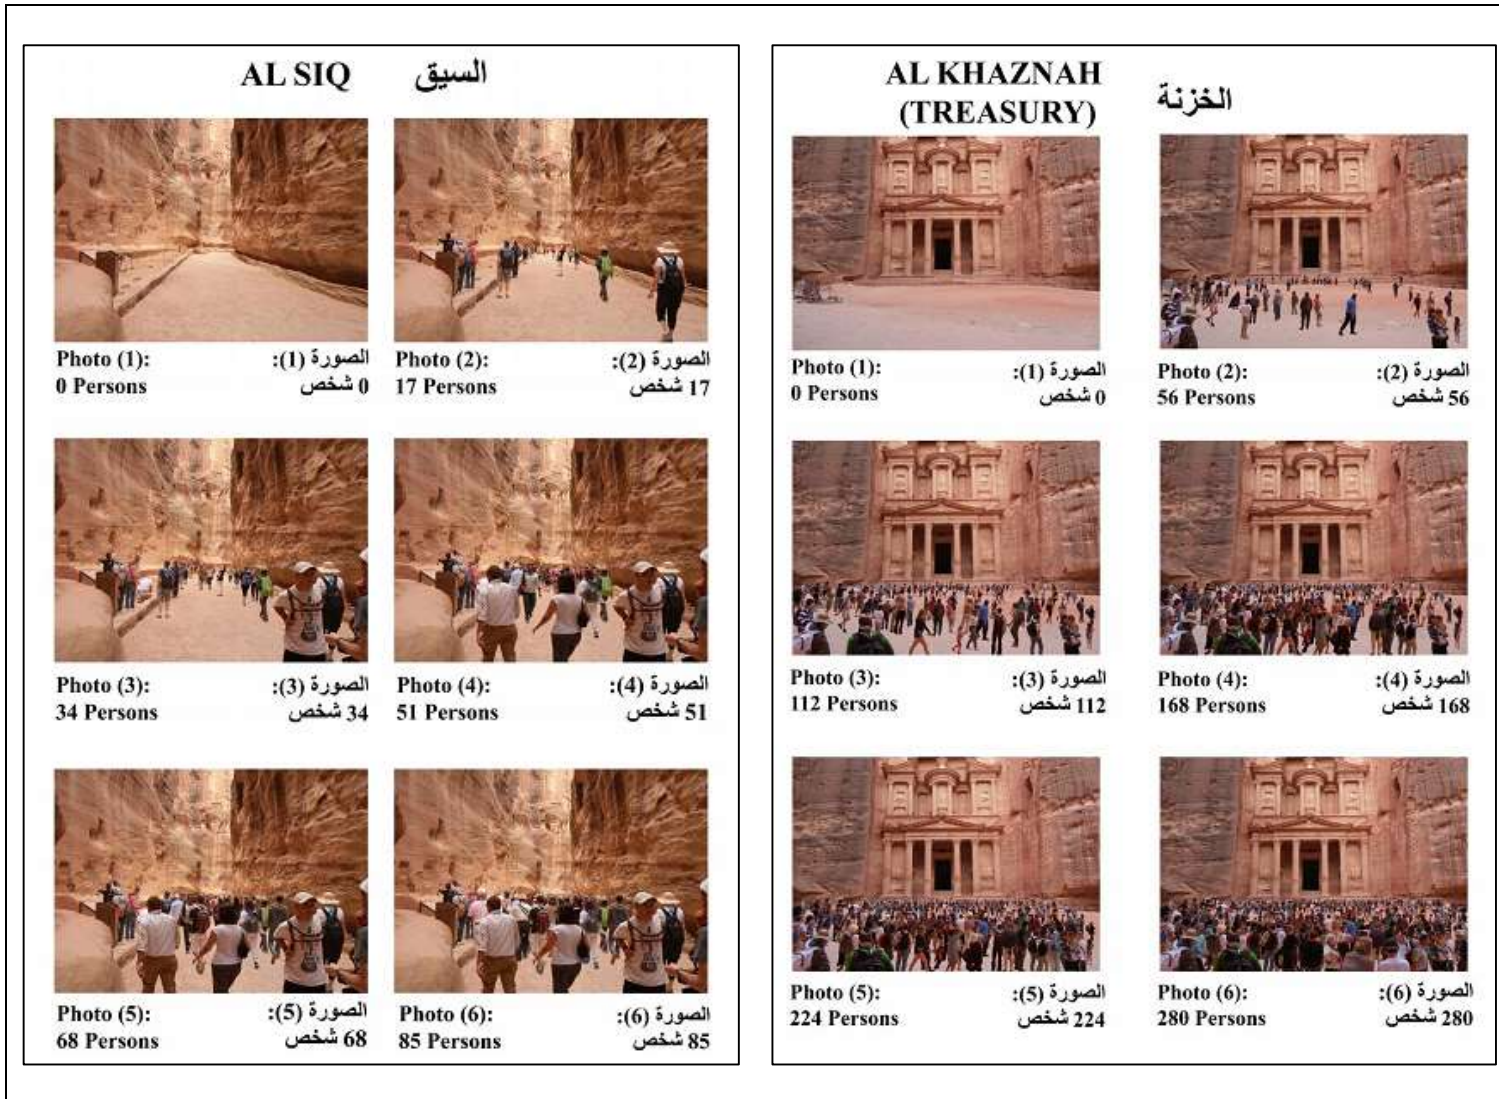 AL SIQ السيق
Photo (1): الصورة (1):
0 Persons 0 شخص
Photo (2): الصورة (2):
17 Persons 17 شخص
Photo (3): الصورة (3):
34 Persons 34 شخص
Photo (4): الصورة (4):
51 Persons 51 شخص
Photo (5): الصورة (5):
68 Persons 68 شخص
Photo (6): الصورة (6):
85 Persons 85 شخص
AL KHAZNAH
(TREASURY) الخزنة
Photo (1): الصورة (1):
0 Persons 0 شخص
Photo (2): الصورة (2):
56 Persons 56 شخص
Photo (3): الصورة (3):
112 Persons 112 شخص
Photo (4): الصورة (4):
168 Persons 168 شخص
Photo (5): الصورة (5):
224 Persons 224 شخص
Photo (6): الصورة (6):
280 Persons 280 شخص